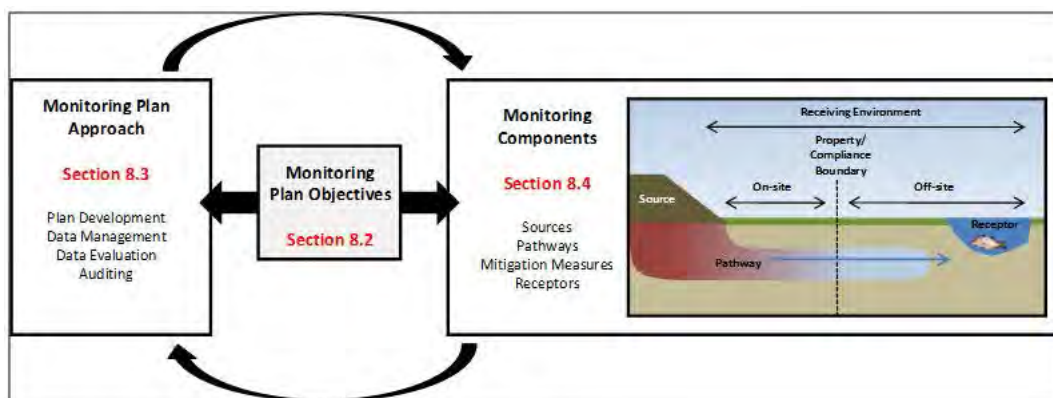 Monitoring Plan
Approach
Section 8.3
Plan Development
Data Management
Data Evaluation
Auditing
Monitoring
Plan Objectives
Section 8.2
Monitoring
Components
Section 8.4
Sources
Pathways
Mitigation Measures
Receptors
Receiving Environment
Property/
Compliance
Boundary
On-site
Off-site
Source
Receptor
Pathway